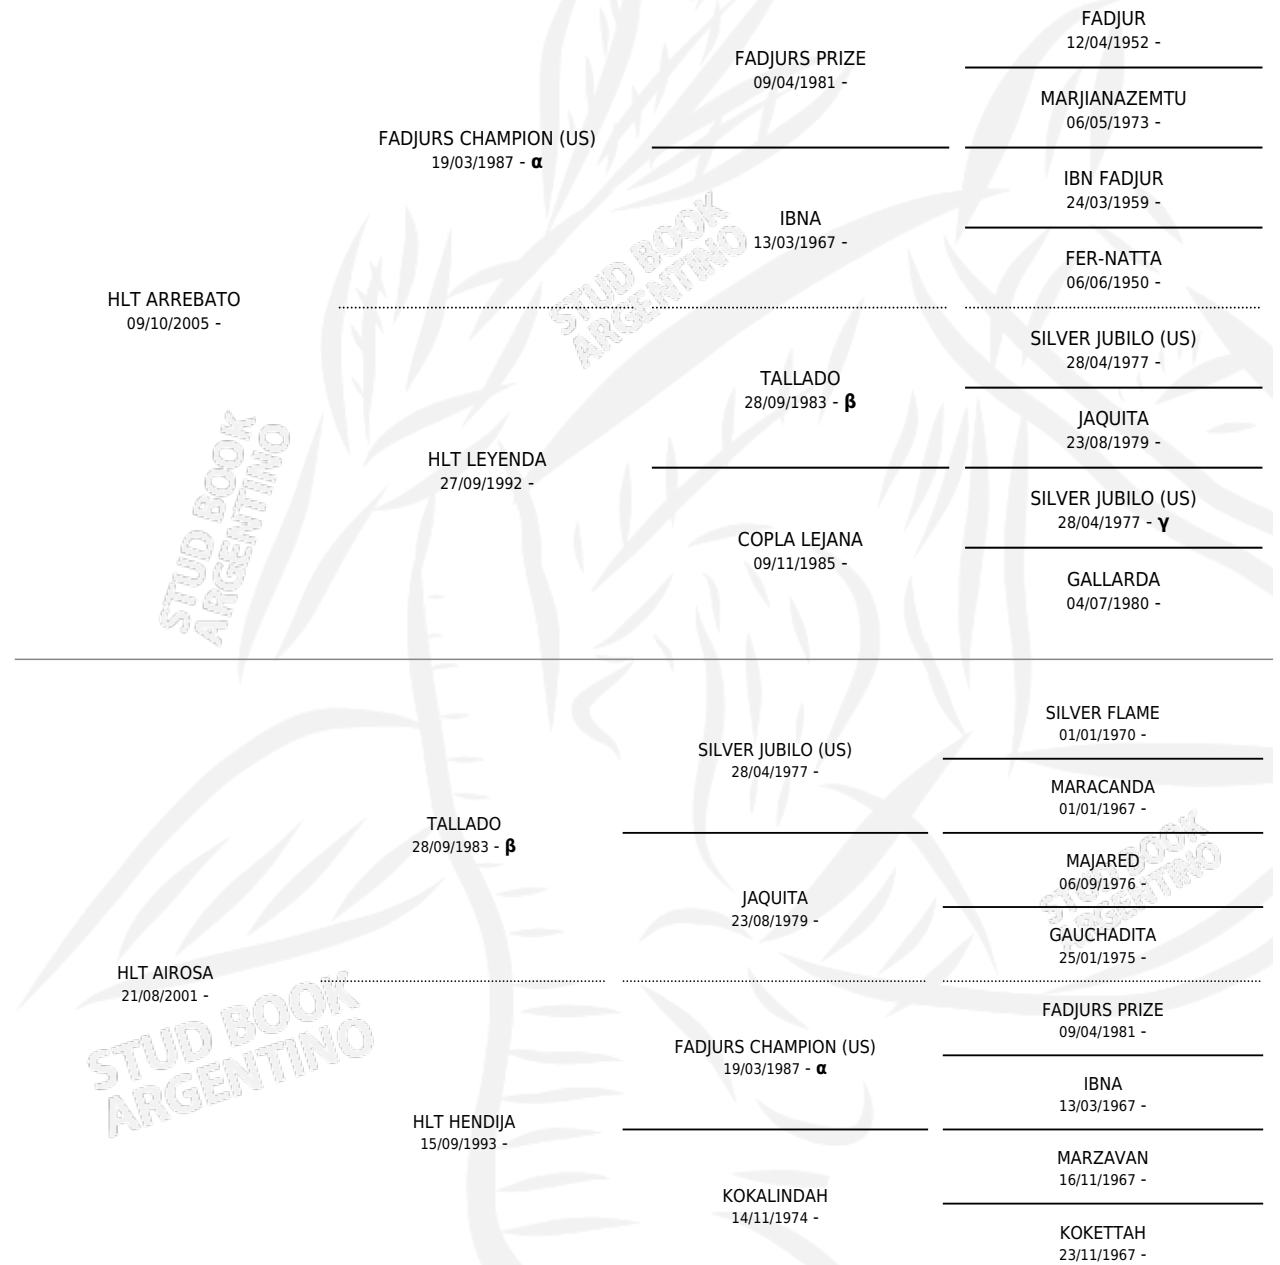 FADJUR
12/04/1952 -
FADJURS PRIZE
09/04/1981 -
MARJIANAZEMTU
06/05/1973 -
FADJURS CHAMPION (US)
19/03/1987 - α
IBN FADJUR
24/03/1959 -
IBNA
13/03/1967 -
FER-NATTA
06/06/1950 -
HLT ARREBATO
09/10/2005 -
SILVER JUBILO (US)
28/04/1977 -
TALLADO
28/09/1983 - β
JAQUITA
23/08/1979 -
HLT LEYENDA
27/09/1992 -
SILVER JUBILO (US)
28/04/1977 - γ
COPLA LEJANA
09/11/1985 -
GALLARDA
04/07/1980 -
STUD BOOK
ARGENTINO
STUD BOOK
ARGENTINO
SILVER FLAME
01/01/1970 -
SILVER JUBILO (US)
28/04/1977 -
MARACANDA
01/01/1967 -
TALLADO
28/09/1983 - β
MAJARED
06/09/1976 -
JAQUITA
23/08/1979 -
GAUCHADITA
25/01/1975 -
HLT AIROSA
21/08/2001 -
FADJURS PRIZE
09/04/1981 -
FADJURS CHAMPION (US)
19/03/1987 - α
IBNA
13/03/1967 -
HLT HENDIJA
15/09/1993 -
MARZAVAN
16/11/1967 -
KOKALINDAH
14/11/1974 -
KOKETTAH
23/11/1967 -
STUD BOOK
ARGENTINO
STUD BOOK
ARGENTINO